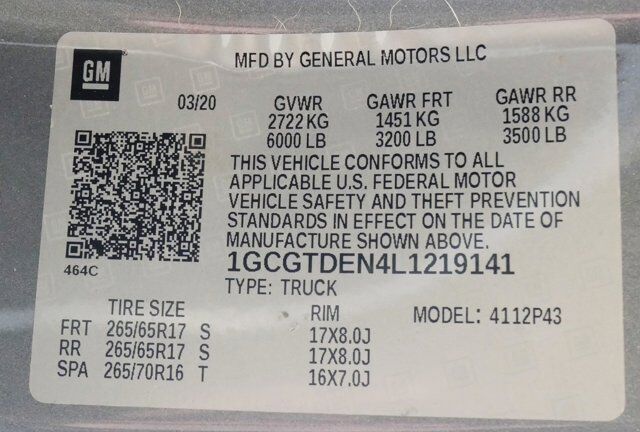 GM
MFD BY GENERAL MOTORS LLC
03/20 GVWR GAWR FRT GAWR RR
2722 KG 1451 KG 1588 KG
6000 LB 3200 LB 3500 LB
THIS VEHICLE CONFORMS TO ALL
APPLICABLE U.S. FEDERAL MOTOR
VEHICLE SAFETY AND THEFT PREVENTION
STANDARDS IN EFFECT ON THE DATE OF
MANUFACTURE SHOWN ABOVE.
464C
1GCGTDEN4L1219141
TYPE: TRUCK
TIRE SIZE RIM MODEL: 4112P43
FRT 265/65R17 S 17X8.0J
RR 265/65R17 S 17X8.0J
SPA 265/70R16 T 16X7.0J